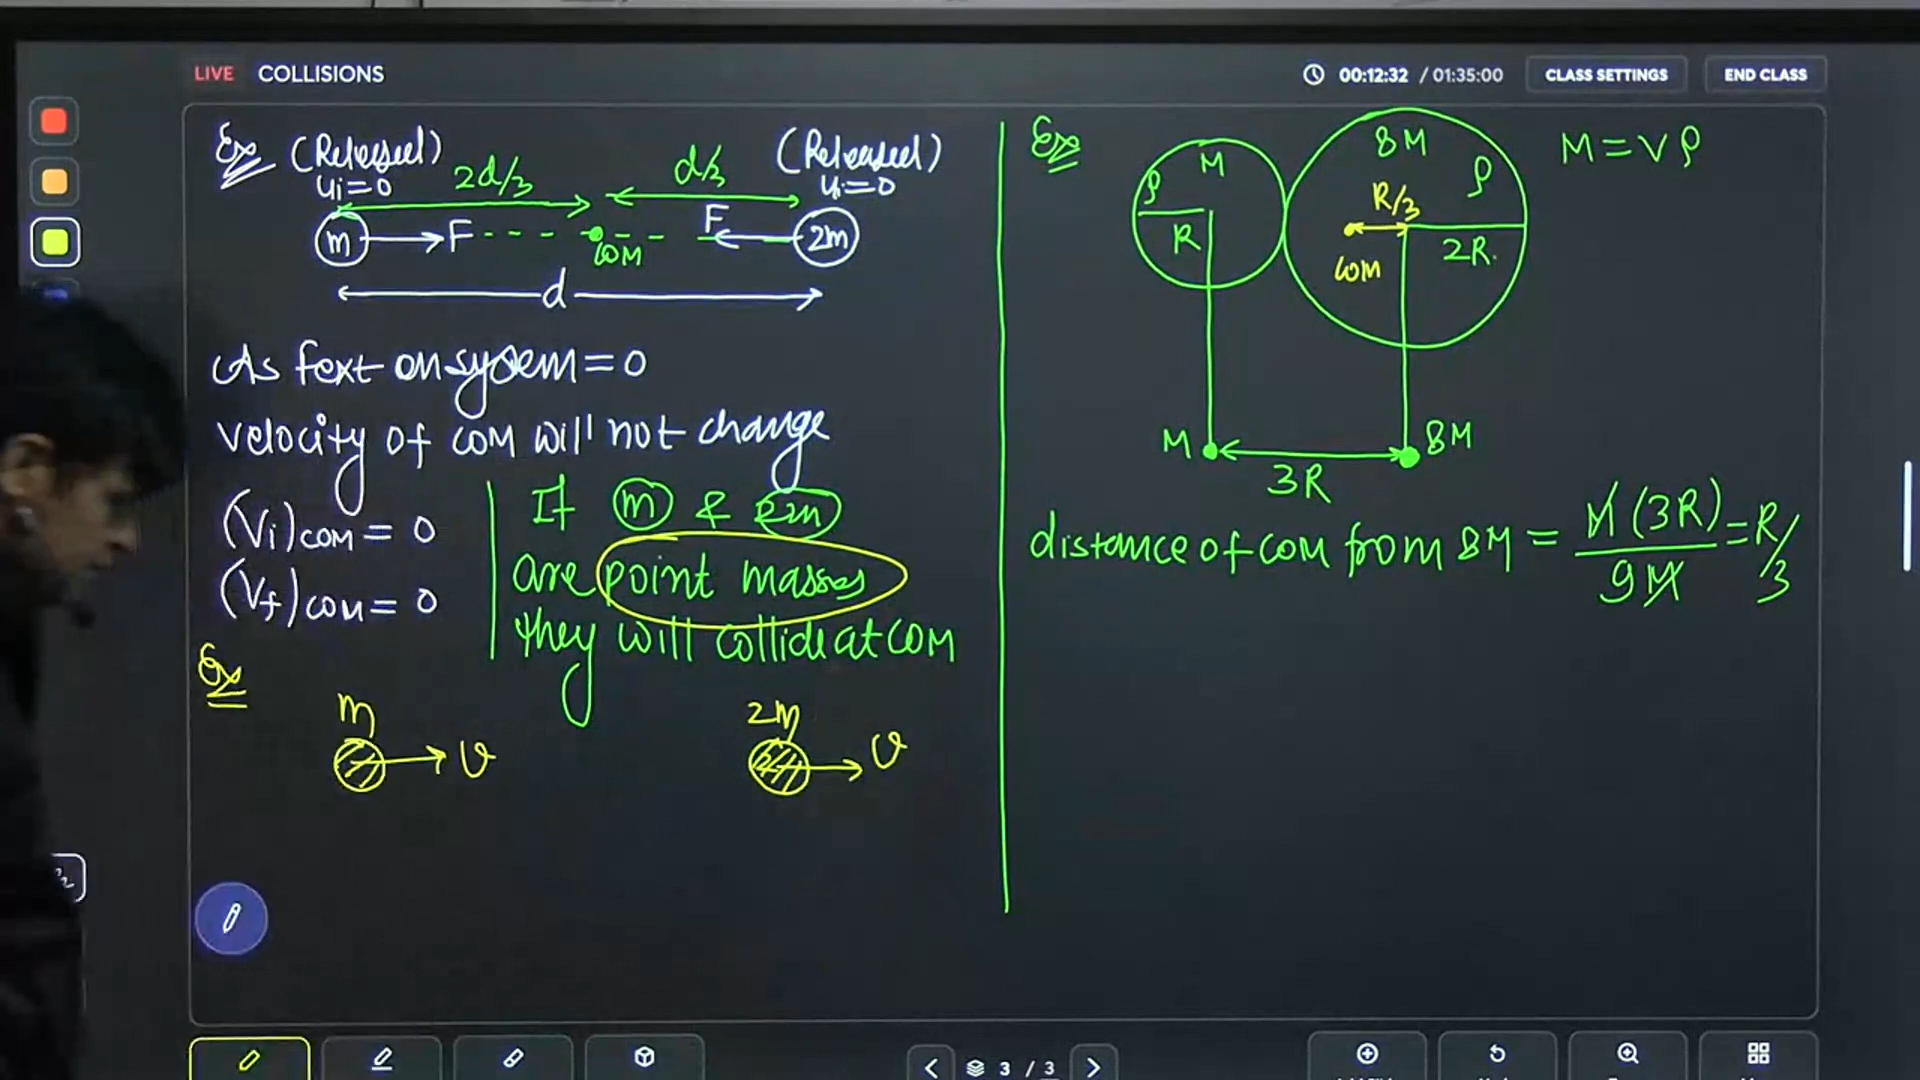 LIVE COLLISIONS
00:12:32 / 01:35:00 CLASS SETTINGS END CLASS
Ex (Released) (Released)
ui=0 2d/3 d/3 ui=0
m F F 2m
COM
d
As fext on system = 0
velocity of COM will not change
(Vi)com = 0
(Vf)com = 0
If m & 2m
are point masses
they will collide at COM
Ex
m 2m
v v
Ex
M 8M M = V ρ
ρ ρ
R R/3 2R
COM
M 8M
3R
distance of COM from 8M = M (3R) / 9M = R/3
3 / 3